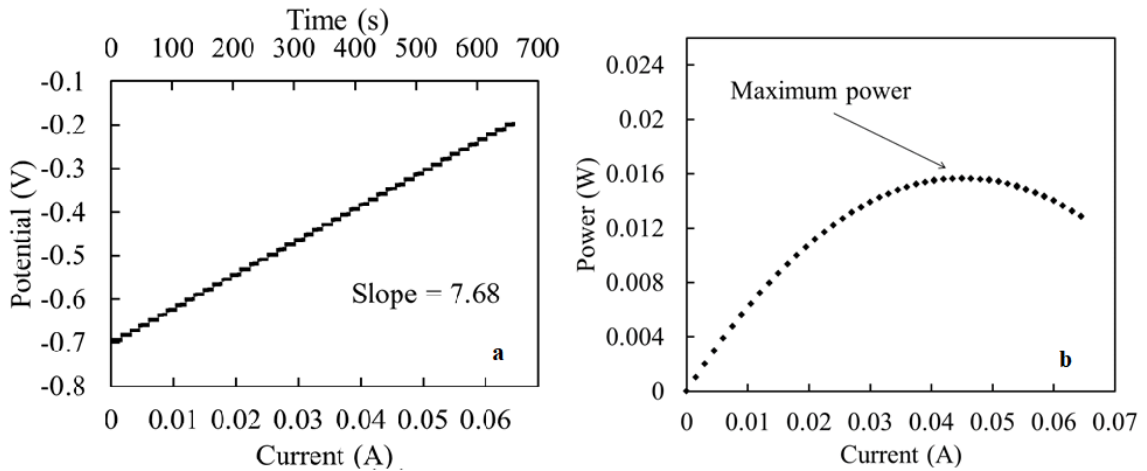 Time (s)
0 100 200 300 400 500 600 700
-0.1
-0.2
-0.3
-0.4
-0.5
-0.6
-0.7
-0.8
Potential (V)
Slope = 7.68
a
0 0.01 0.02 0.03 0.04 0.05 0.06
Current (A)
0.024
0.02
0.016
0.012
0.008
0.004
0
Power (W)
Maximum power
b
0 0.01 0.02 0.03 0.04 0.05 0.06 0.07
Current (A)